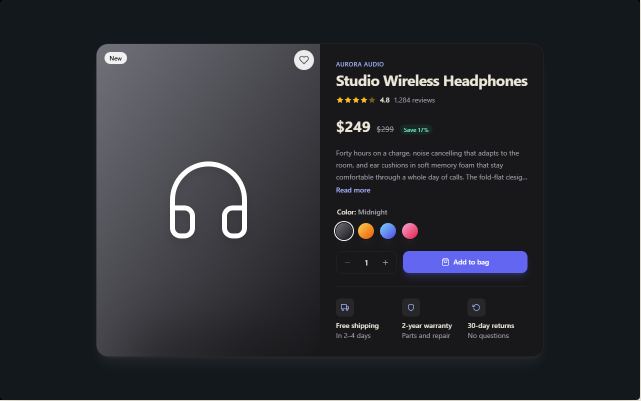 New
AURORA AUDIO
Studio Wireless Headphones
4.8 1,284 reviews
$249 $299 Save 17%
Forty hours on a charge, noise cancelling that adapts to the
room, and ear cushions in soft memory foam that stay
comfortable through a whole day of calls. The fold-flat desig...
Read more
Color: Midnight
− 1 + Add to bag
Free shipping 2-year warranty 30-day returns
In 2–4 days Parts and repair No questions